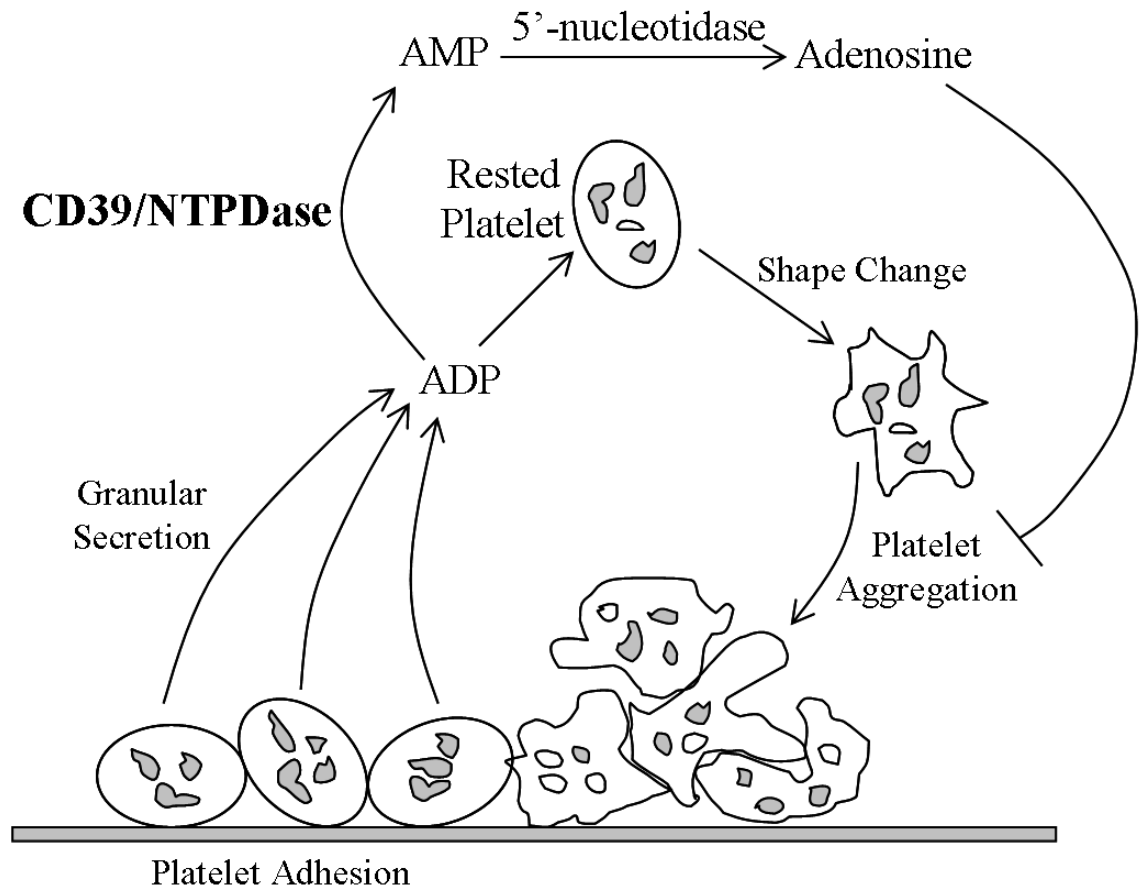 5’-nucleotidase
AMP
Adenosine
Rested
Platelet
CD39/NTPDase
Shape Change
ADP
Granular
Secretion
Platelet
Aggregation
Platelet Adhesion